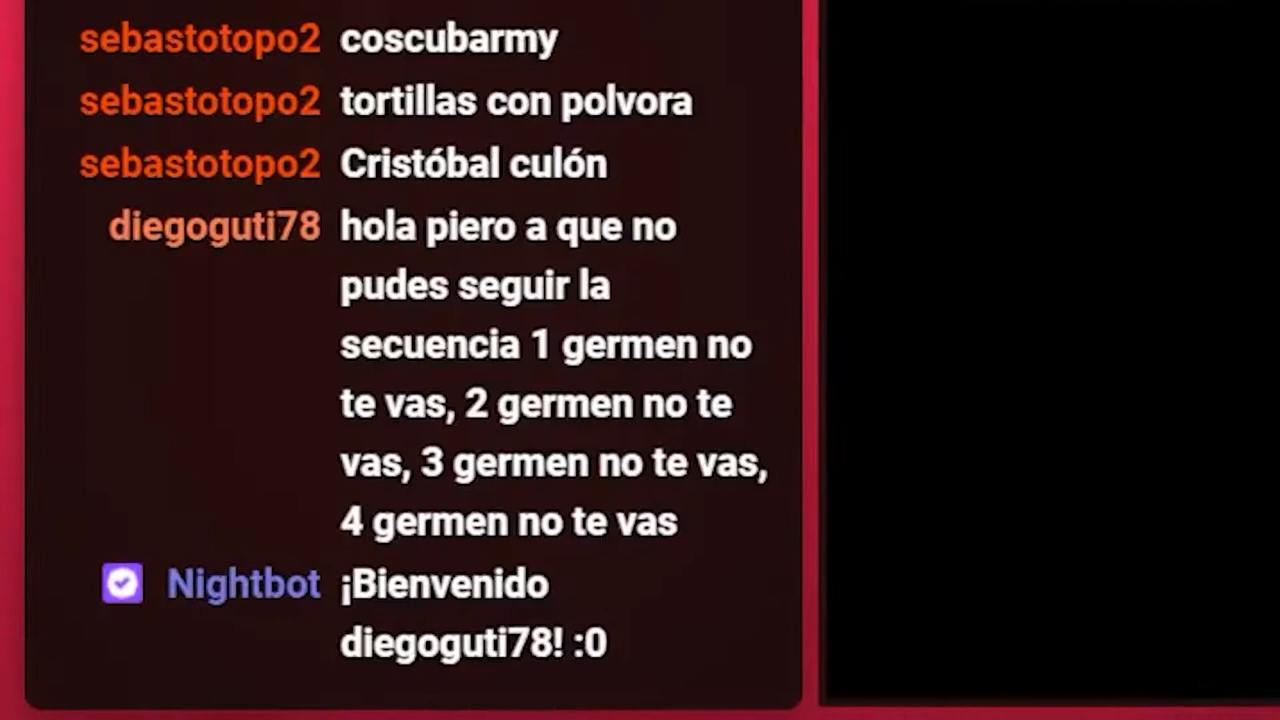 sebastotopo2 coscubarmy
sebastotopo2 tortillas con polvora
sebastotopo2 Cristóbal culón
diegoguti78 hola piero a que no
pudes seguir la
secuencia 1 germen no
te vas, 2 germen no te
vas, 3 germen no te vas,
4 germen no te vas
Nightbot ¡Bienvenido
diegoguti78! :0